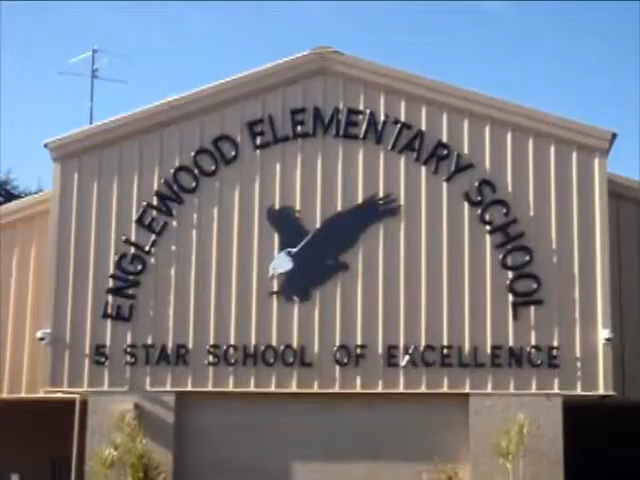 ENGLEWOOD ELEMENTARY SCHOOL
5 STAR SCHOOL OF EXCELLENCE